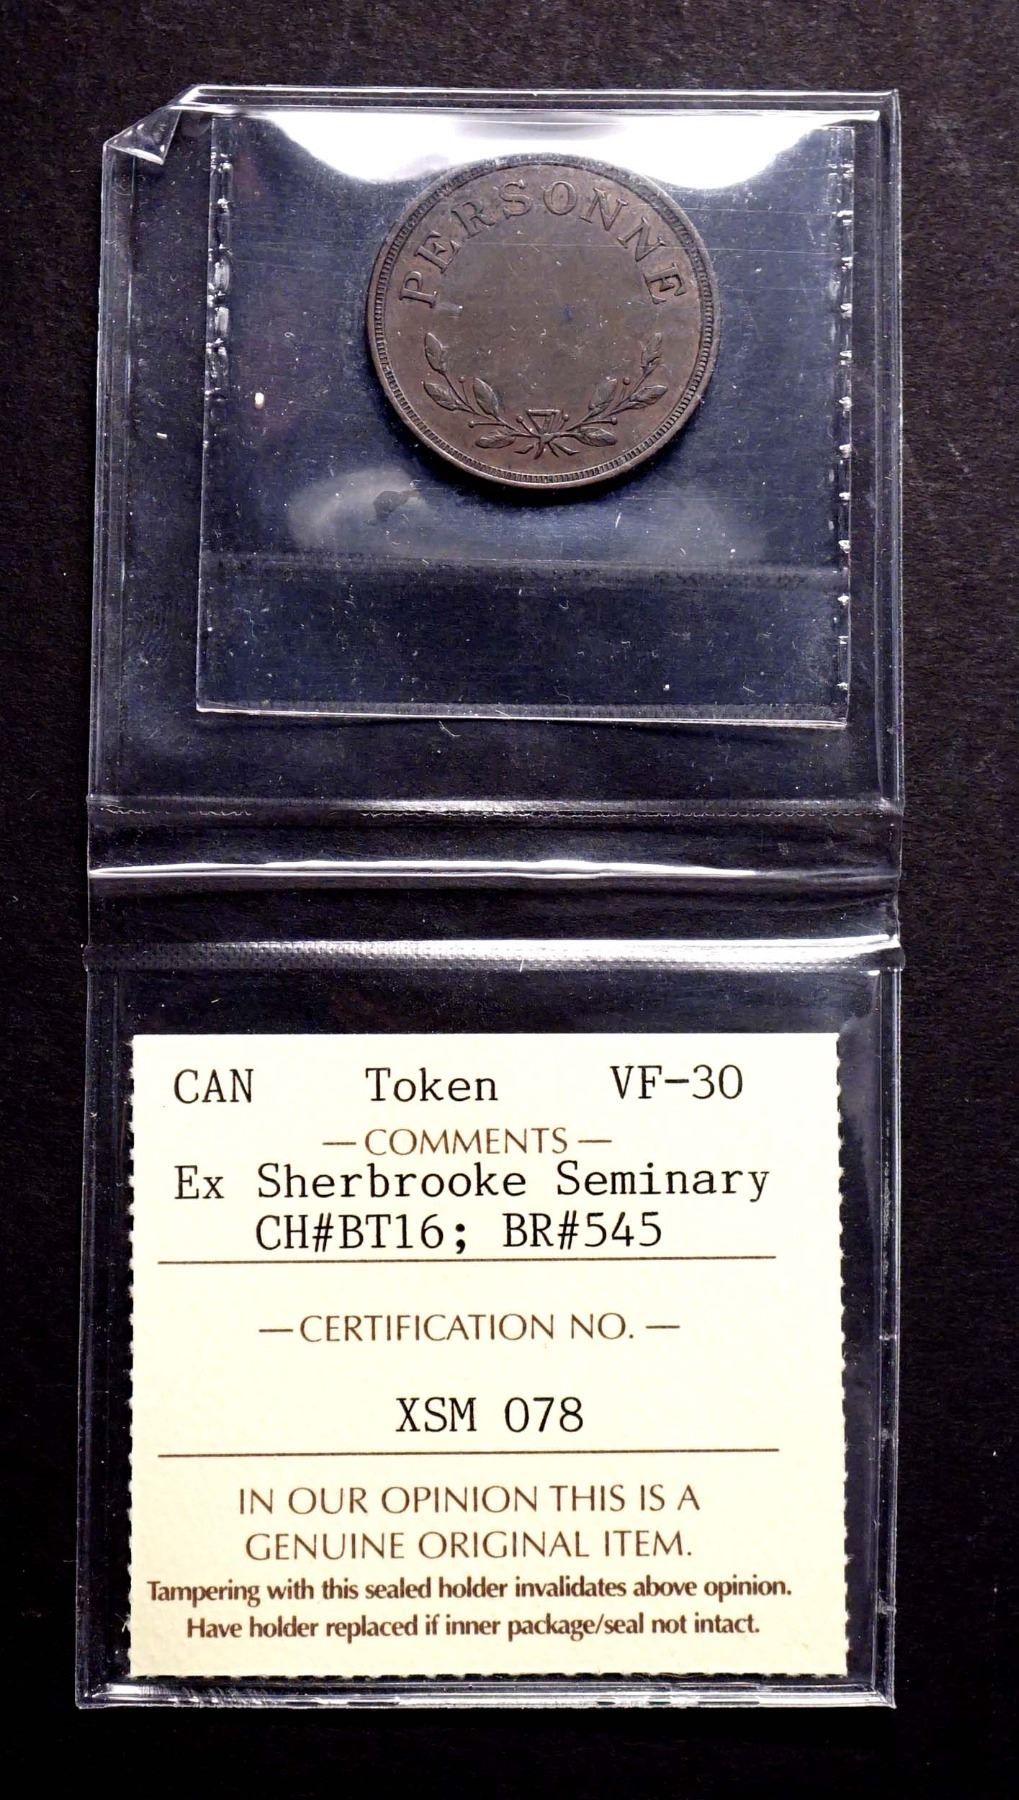 PERSONNE
CAN Token VF-30
— COMMENTS —
Ex Sherbrooke Seminary
CH#BT16; BR#545
— CERTIFICATION NO. —
XSM 078
IN OUR OPINION THIS IS A
GENUINE ORIGINAL ITEM.
Tampering with this sealed holder invalidates above opinion.
Have holder replaced if inner package/seal not intact.